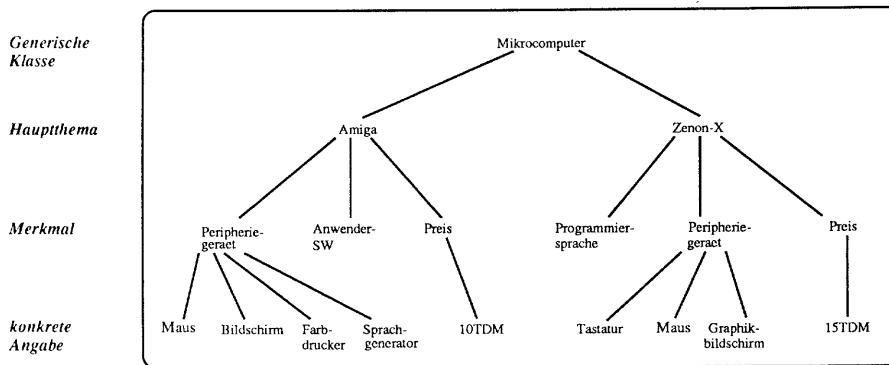 Generische
Klasse
Mikrocomputer
Hauptthema
Amiga
Zenon-X
Merkmal
Peripherie-
geraet
Anwender-
SW
Preis
Programmier-
sprache
Peripherie-
geraet
Preis
konkrete
Angabe
Maus
Bildschirm
Farb-
drucker
Sprach-
generator
10TDM
Tastatur
Maus
Graphik-
bildschirm
15TDM